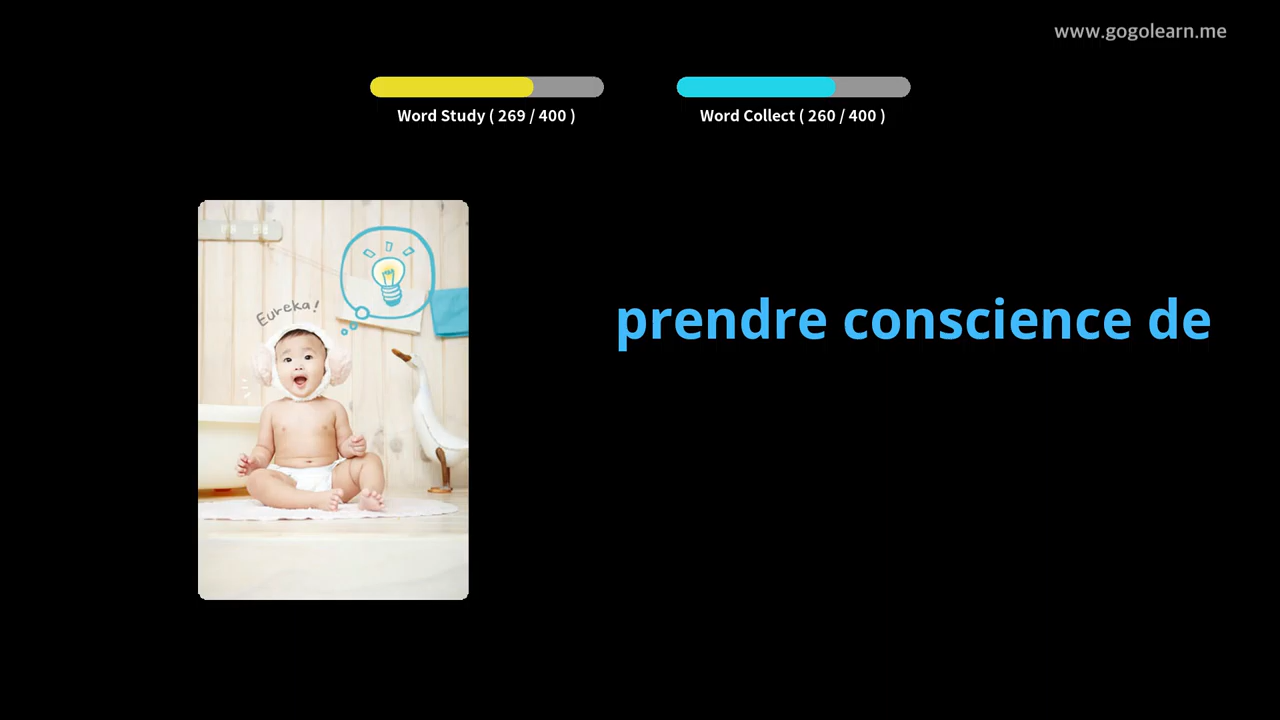 www.gogolearn.me
Word Study ( 269 / 400 )
Word Collect ( 260 / 400 )
Eureka!
prendre conscience de